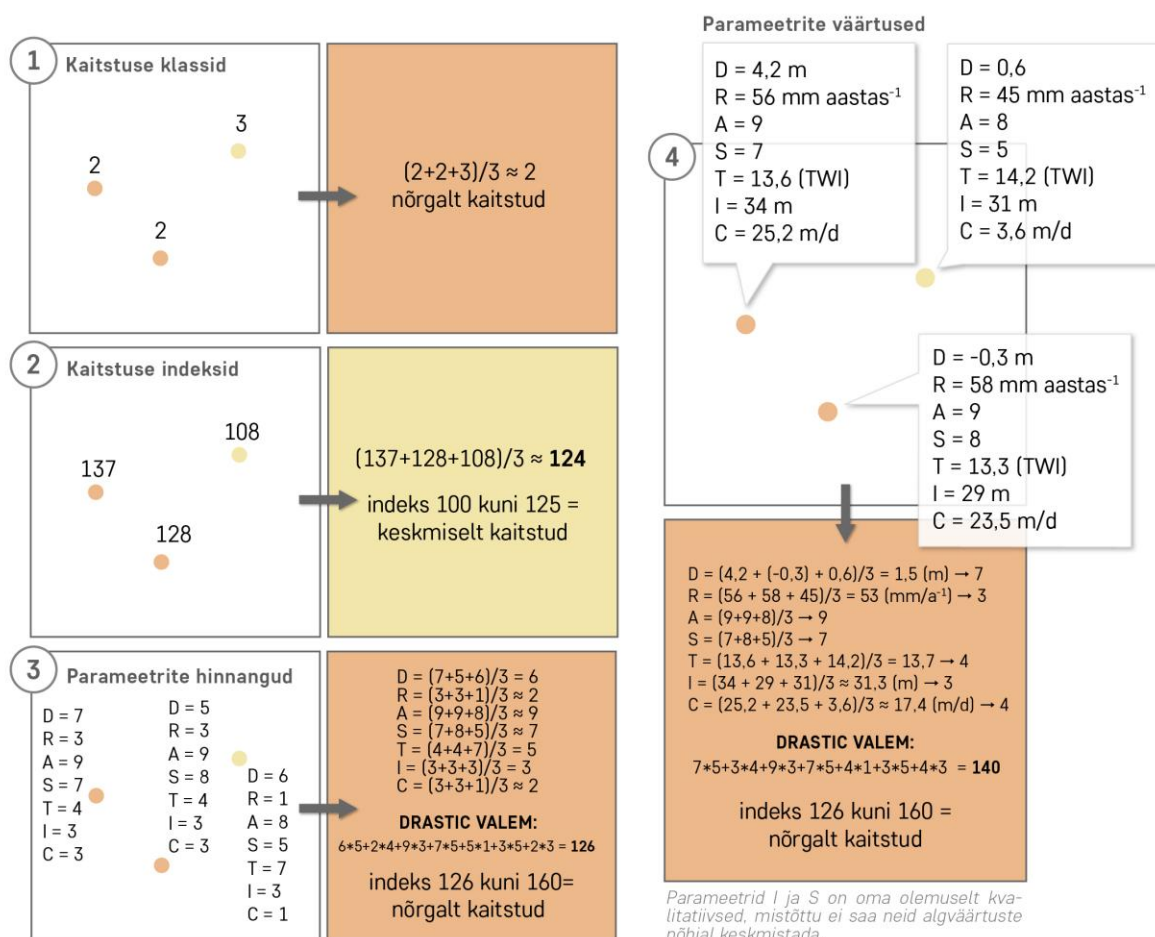 1
Kaitstuse klassid
2
3
2
(2+2+3)/3 ≈ 2
nõrgalt kaitstud
2
Kaitstuse indeksid
137
108
128
(137+128+108)/3 ≈ 124
indeks 100 kuni 125 =
keskmiselt kaitstud
3
Parameetrite hinnangud
D = 7
R = 3
A = 9
S = 7
T = 4
I = 3
C = 3
D = 5
R = 3
A = 9
S = 8
T = 4
I = 3
C = 3
D = 6
R = 1
A = 8
S = 5
T = 7
I = 3
C = 1
D = (7+5+6)/3 = 6
R = (3+3+1)/3 ≈ 2
A = (9+9+8)/3 ≈ 9
S = (7+8+5)/3 ≈ 7
T = (4+4+7)/3 = 5
I = (3+3+3)/3 = 3
C = (3+3+1)/3 ≈ 2
DRASTIC VALEM:
6*5+2*4+9*3+7*5+5*1+3*5+2*3 = 126
indeks 126 kuni 160=
nõrgalt kaitstud
Parameetrite väärtused
4
D = 4,2 m
R = 56 mm aastas⁻¹
A = 9
S = 7
T = 13,6 (TWI)
I = 34 m
C = 25,2 m/d
D = 0,6
R = 45 mm aastas⁻¹
A = 8
S = 5
T = 14,2 (TWI)
I = 31 m
C = 3,6 m/d
D = -0,3 m
R = 58 mm aastas⁻¹
A = 9
S = 8
T = 13,3 (TWI)
I = 29 m
C = 23,5 m/d
D = (4,2 + (-0,3) + 0,6)/3 = 1,5 (m) → 7
R = (56 + 58 + 45)/3 = 53 (mm/a⁻¹) → 3
A = (9+9+8)/3 → 9
S = (7+8+5)/3 → 7
T = (13,6 + 13,3 + 14,2)/3 = 13,7 → 4
I = (34 + 29 + 31)/3 ≈ 31,3 (m) → 3
C = (25,2 + 23,5 + 3,6)/3 ≈ 17,4 (m/d) → 4
DRASTIC VALEM:
7*5+3*4+9*3+7*5+4*1+3*5+4*3 = 140
indeks 126 kuni 160 =
nõrgalt kaitstud
Parameetrid I ja S on oma olemuselt kva-
litatiivsed, mistõttu ei saa neid algväärtuste
põhjal keskmistada